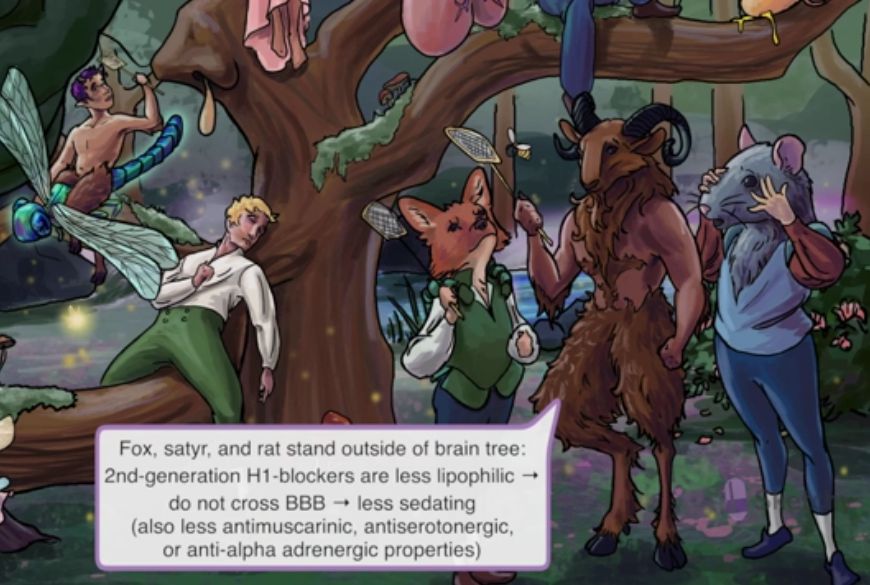 Fox, satyr, and rat stand outside of brain tree:
2nd-generation H1-blockers are less lipophilic →
do not cross BBB → less sedating
(also less antimuscarinic, antiserotonergic,
or anti-alpha adrenergic properties)